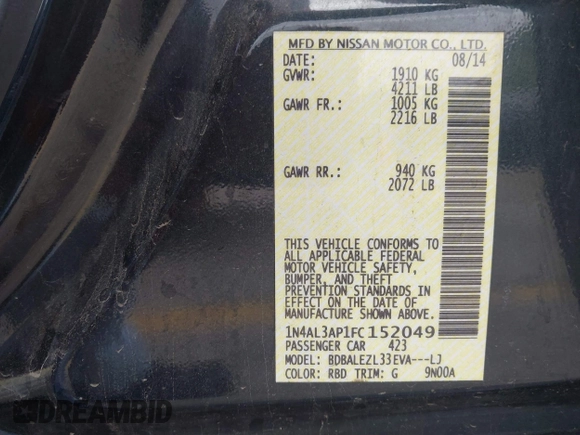 MFD BY NISSAN MOTOR CO., LTD.
DATE: 08/14
GVWR: 1910 KG
4211 LB
GAWR FR.: 1005 KG
2216 LB
GAWR RR.: 940 KG
2072 LB
THIS VEHICLE CONFORMS TO
ALL APPLICABLE FEDERAL
MOTOR VEHICLE SAFETY,
BUMPER, AND THEFT
PREVENTION STANDARDS IN
EFFECT ON THE DATE OF
MANUFACTURE SHOWN ABOVE.
1N4AL3AP1FC152049
PASSENGER CAR 423
MODEL: BDBALEZL33EVA---LJ
COLOR: RBD TRIM: G 9N00A
BIDAMERICA